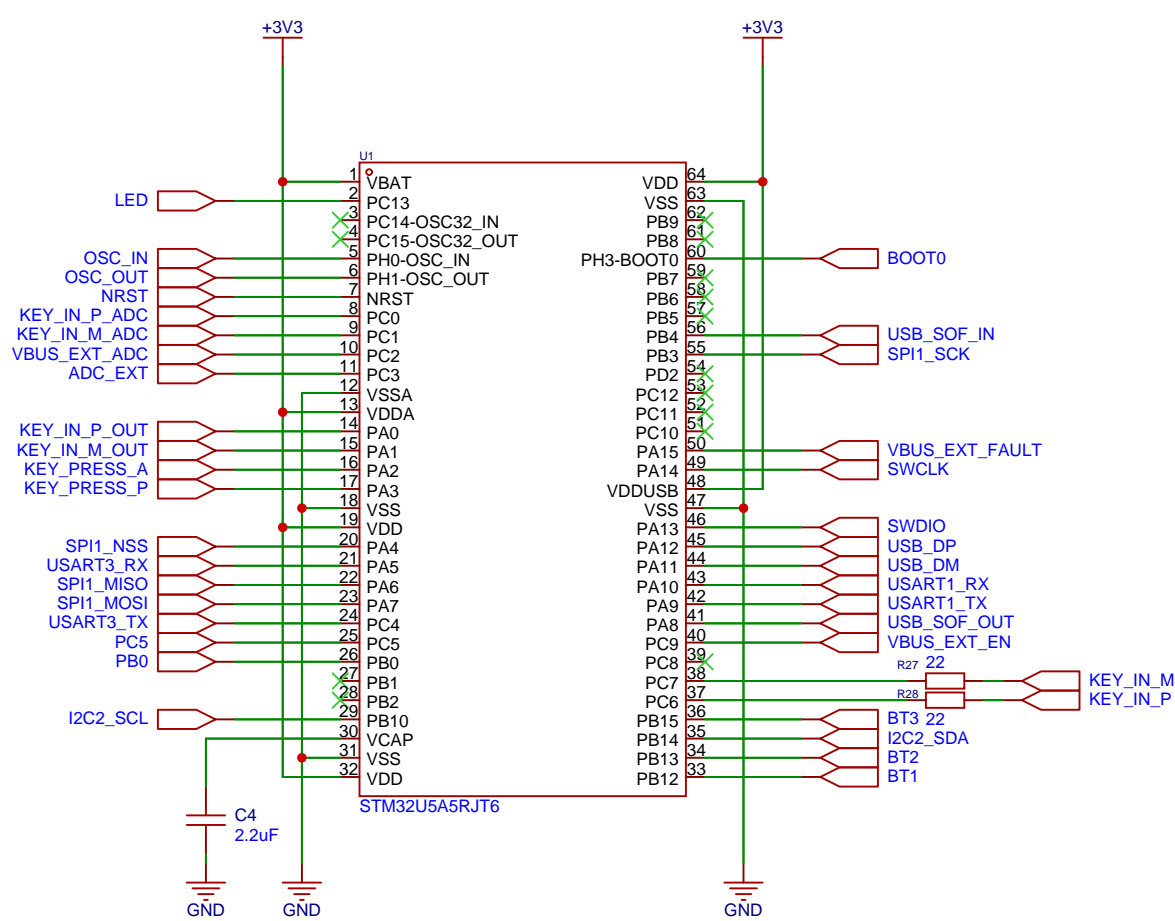 +3V3 +3V3
U1
1 VBAT VDD 64
LED 2 PC13 VSS 63
3 PC14-OSC32_IN PB9 62
4 PC15-OSC32_OUT PB8 61
OSC_IN 5 PH0-OSC_IN PH3-BOOT0 60 BOOT0
OSC_OUT 6 PH1-OSC_OUT PB7 59
NRST 7 NRST PB6 58
KEY_IN_P_ADC 8 PC0 PB5 57
KEY_IN_M_ADC 9 PC1 PB4 56 USB_SOF_IN
VBUS_EXT_ADC 10 PC2 PB3 55 SPI1_SCK
ADC_EXT 11 PC3 PD2 54
12 VSSA PC12 53
13 VDDA PC11 52
KEY_IN_P_OUT 14 PA0 PC10 51
KEY_IN_M_OUT 15 PA1 PA15 50 VBUS_EXT_FAULT
KEY_PRESS_A 16 PA2 PA14 49 SWCLK
KEY_PRESS_P 17 PA3 VDDUSB 48
18 VSS VSS 47
19 VDD PA13 46 SWDIO
SPI1_NSS 20 PA4 PA12 45 USB_DP
USART3_RX 21 PA5 PA11 44 USB_DM
SPI1_MISO 22 PA6 PA10 43 USART1_RX
SPI1_MOSI 23 PA7 PA9 42 USART1_TX
USART3_TX 24 PC4 PA8 41 USB_SOF_OUT
PC5 25 PC5 PC9 40 VBUS_EXT_EN
PB0 26 PB0 PC8 39
27 PB1 PC7 38 R27 22 KEY_IN_M
28 PB2 PC6 37 R28 22 KEY_IN_P
I2C2_SCL 29 PB10 PB15 36 BT3
30 VCAP PB14 35 I2C2_SDA
31 VSS PB13 34 BT2
32 VDD PB12 33 BT1
STM32U5A5RJT6
C4
2.2uF
GND GND GND